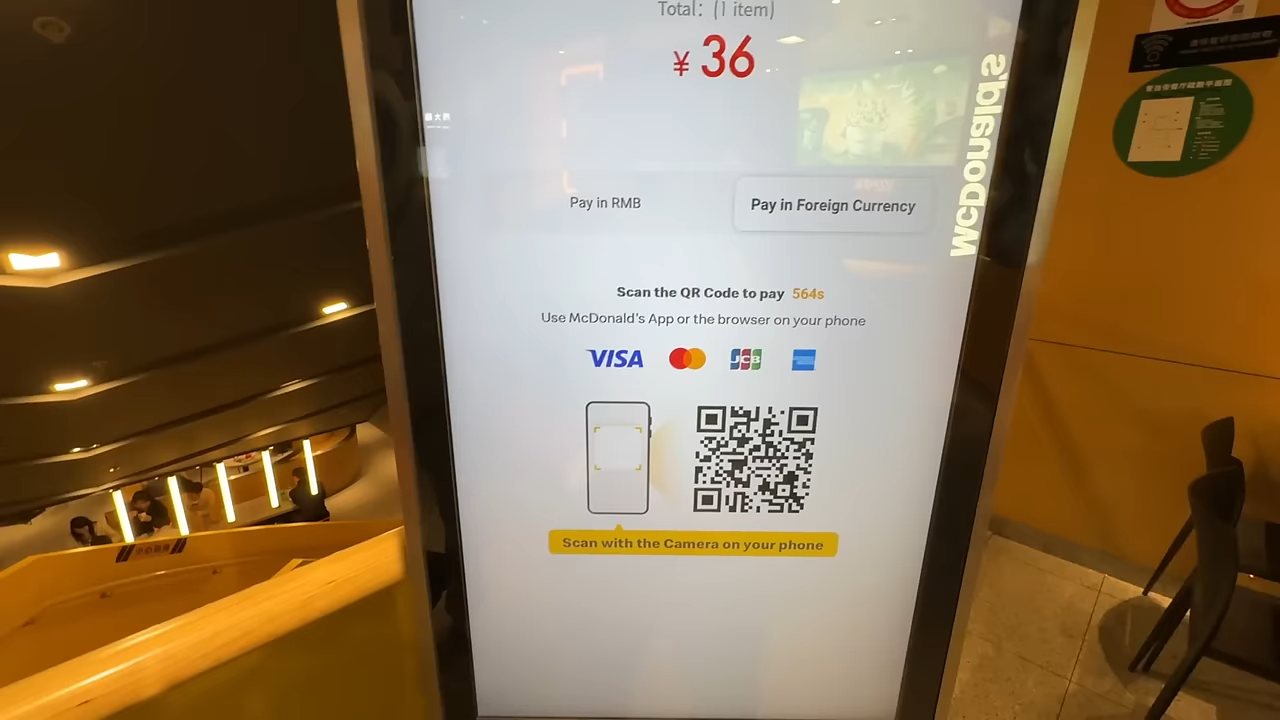 Total: (1 item)
¥ 36
McDonald's
Pay in RMB
Pay in Foreign Currency
Scan the QR Code to pay 564s
Use McDonald's App or the browser on your phone
VISA
JCB
Scan with the Camera on your phone